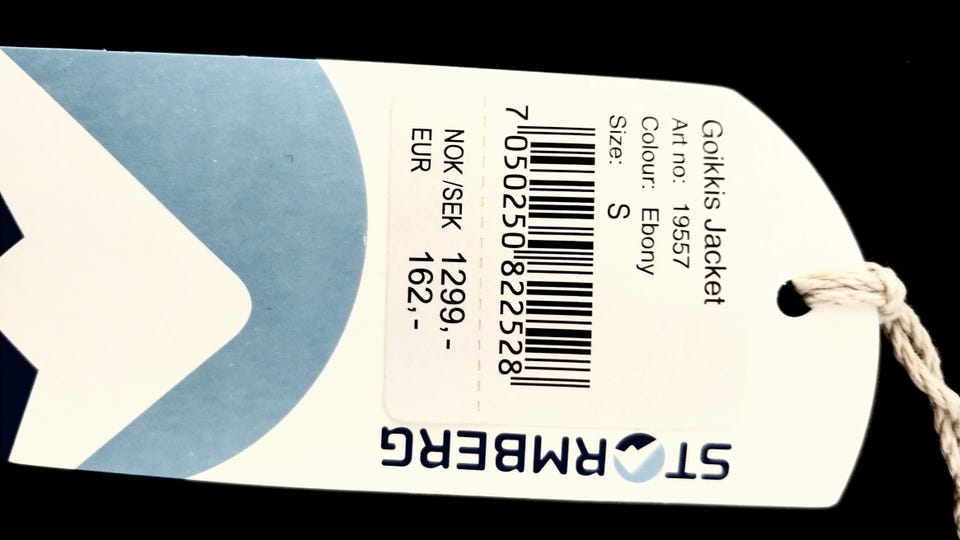 Goikkis Jacket
Art no: 19557
Colour: Ebony
Size: S
7 050250 822528
NOK/SEK 1299,-
EUR 162,-
STORMBERG